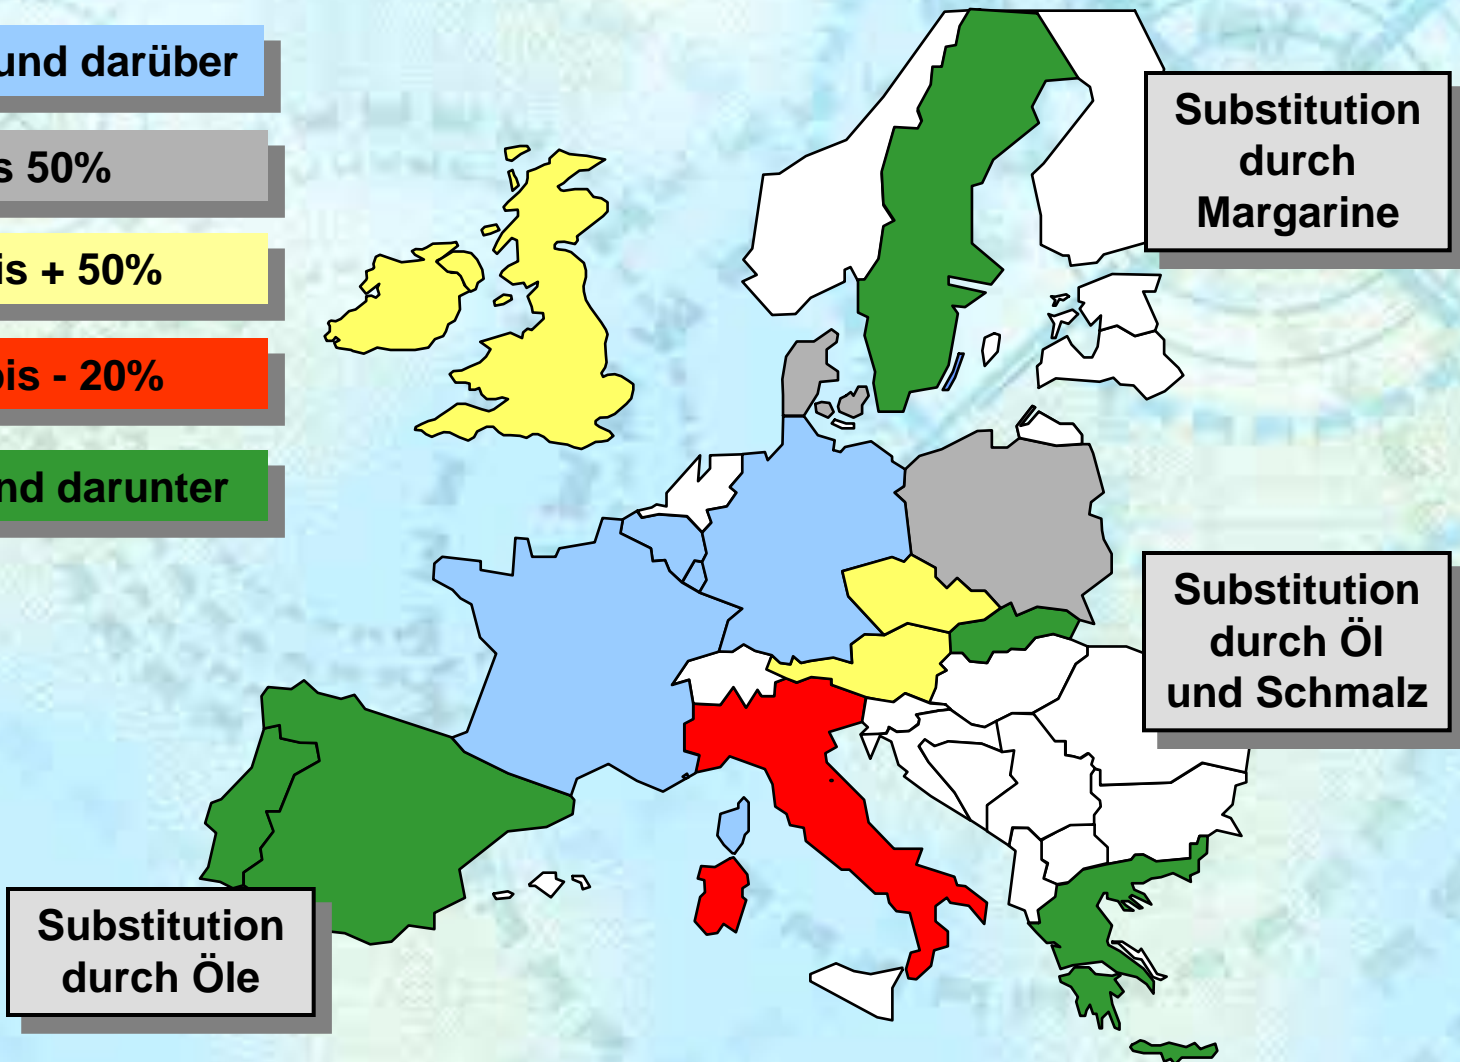 und darüber
s 50%
is + 50%
bis - 20%
nd darunter
Substitution
durch
Margarine
Substitution
durch Öl
und Schmalz
Substitution
durch Öle